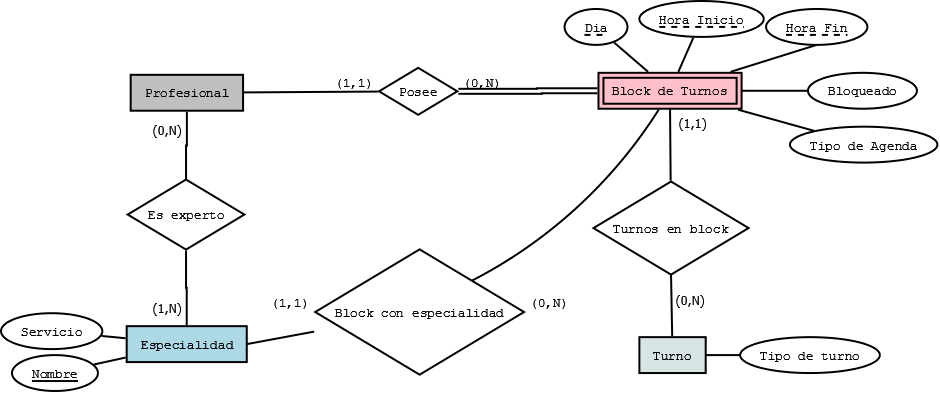 Hora Inicio
Dia
Hora Fin
(1,1)
(0,N)
Profesional
Posee
Block de Turnos
Bloqueado
(0,N)
(1,1)
Tipo de Agenda
Es experto
Turnos en block
(1,N)
(1,1)
(0,N)
(0,N)
Block con especialidad
Servicio
Especialidad
Turno
Tipo de turno
Nombre